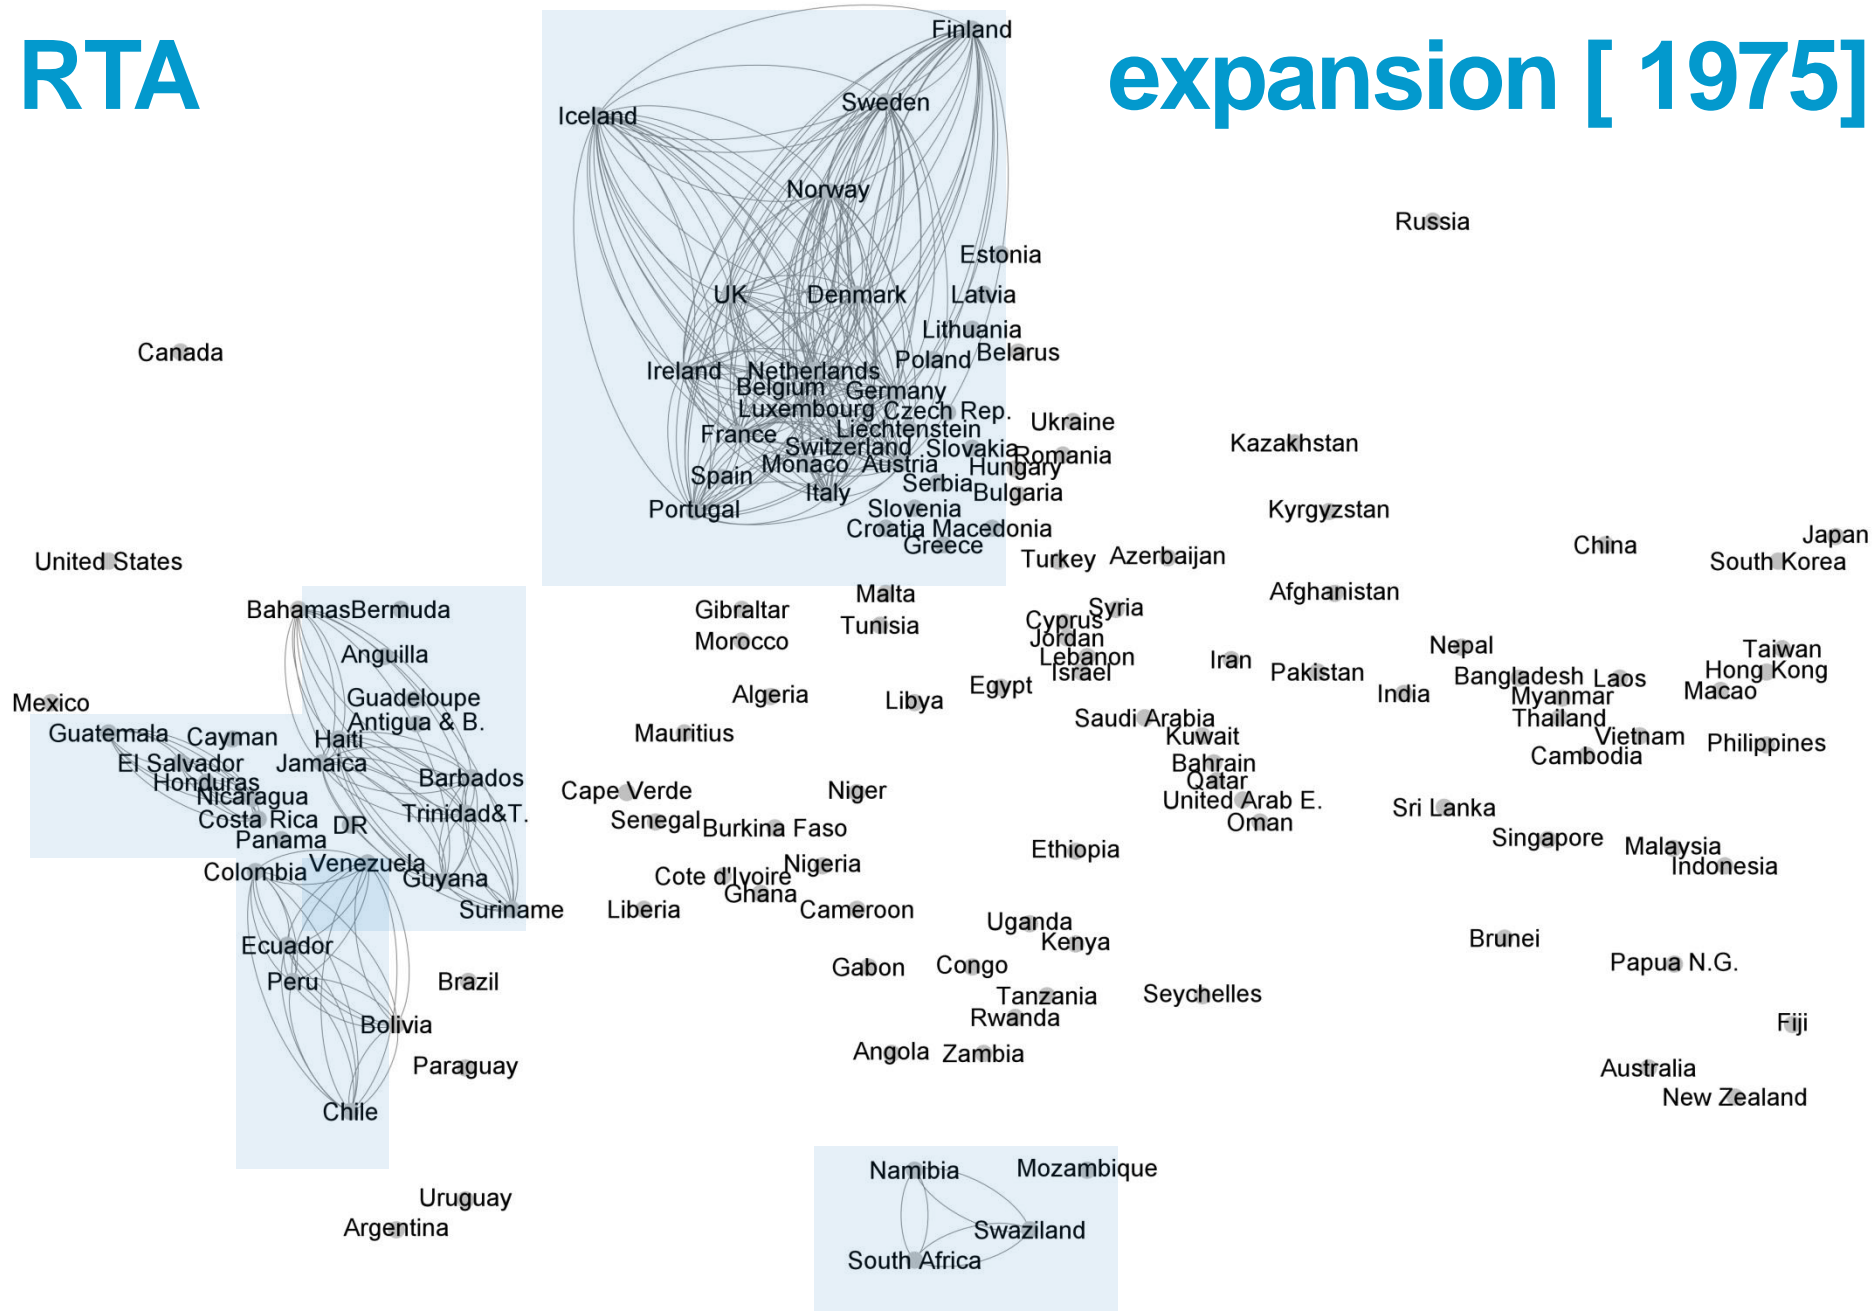 RTA expansion [ 1975]
Finland
Sweden
Iceland
Norway
Russia
Estonia
UK
Denmark
Latvia
Lithuania
Canada
Poland
Belarus
Ireland
Netherlands
Belgium
Germany
Luxembourg
Czech Rep.
Ukraine
Liechtenstein
France
Kazakhstan
Switzerland
Slovakia
Romania
Monaco
Austria
Hungary
Spain
Serbia
Italy
Bulgaria
Portugal
Slovenia
Kyrgyzstan
Croatia
Macedonia
Japan
Greece
China
Turkey
Azerbaijan
United States
South Korea
Malta
Afghanistan
Bahamas
Bermuda
Gibraltar
Syria
Cyprus
Tunisia
Jordan
Morocco
Nepal
Taiwan
Anguilla
Lebanon
Iran
Israel
Pakistan
Hong Kong
Bangladesh
Laos
Egypt
Macao
Algeria
India
Myanmar
Guadeloupe
Mexico
Libya
Saudi Arabia
Thailand
Antigua & B.
Guatemala
Mauritius
Kuwait
Vietnam
Cayman
Haiti
Philippines
Cambodia
El Salvador
Jamaica
Bahrain
Barbados
Honduras
Qatar
Cape Verde
Niger
Nicaragua
United Arab E.
Sri Lanka
Trinidad&T.
Costa Rica
Senegal
Oman
DR
Burkina Faso
Panama
Singapore
Malaysia
Ethiopia
Venezuela
Nigeria
Indonesia
Colombia
Cote d'Ivoire
Guyana
Ghana
Suriname
Liberia
Cameroon
Uganda
Brunei
Kenya
Ecuador
Papua N.G.
Gabon
Congo
Peru
Brazil
Seychelles
Tanzania
Rwanda
Fiji
Bolivia
Angola
Zambia
Paraguay
Australia
New Zealand
Chile
Mozambique
Namibia
Uruguay
Argentina
Swaziland
South Africa